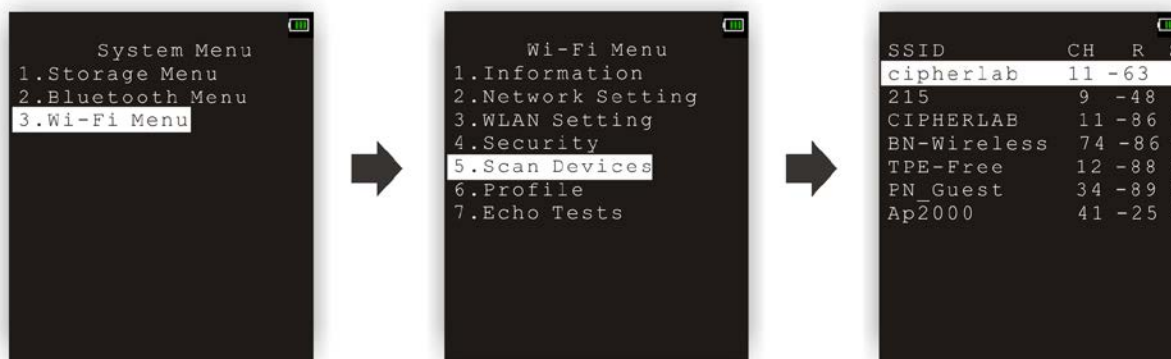 System Menu
1.Storage Menu
2.Bluetooth Menu
3.Wi-Fi Menu
Wi-Fi Menu
1.Information
2.Network Setting
3.WLAN Setting
4.Security
5.Scan Devices
6.Profile
7.Echo Tests
SSID CH R
cipherlab 11 -63
215 9 -48
CIPHERLAB 11 -86
BN-Wireless 74 -86
TPE-Free 12 -88
PN_Guest 34 -89
Ap2000 41 -25